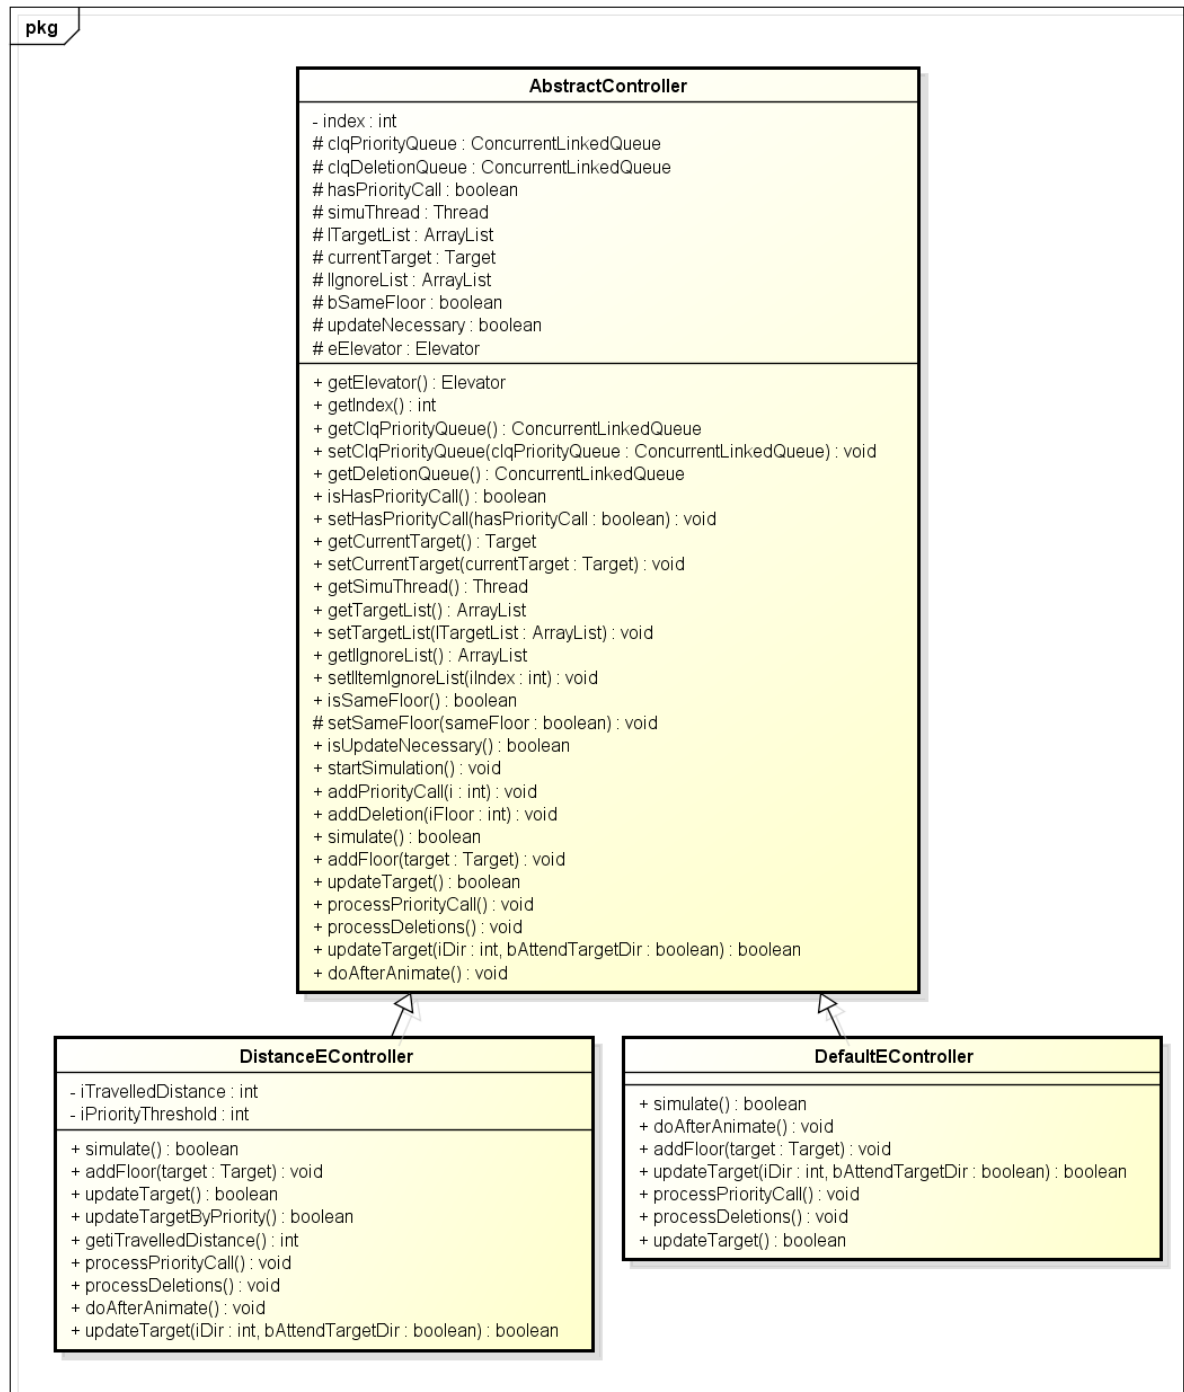 pkg
AbstractController
- index : int
# clqPriorityQueue : ConcurrentLinkedQueue
# clqDeletionQueue : ConcurrentLinkedQueue
# hasPriorityCall : boolean
# simuThread : Thread
# lTargetList : ArrayList
# currentTarget : Target
# lIgnoreList : ArrayList
# bSameFloor : boolean
# updateNecessary : boolean
# eElevator : Elevator
+ getElevator() : Elevator
+ getIndex() : int
+ getClqPriorityQueue() : ConcurrentLinkedQueue
+ setClqPriorityQueue(clqPriorityQueue : ConcurrentLinkedQueue) : void
+ getDeletionQueue() : ConcurrentLinkedQueue
+ isHasPriorityCall() : boolean
+ setHasPriorityCall(hasPriorityCall : boolean) : void
+ getCurrentTarget() : Target
+ setCurrentTarget(currentTarget : Target) : void
+ getSimuThread() : Thread
+ getTargetList() : ArrayList
+ setTargetList(lTargetList : ArrayList) : void
+ getlIgnoreList() : ArrayList
+ setlItemIgnoreList(iIndex : int) : void
+ isSameFloor() : boolean
# setSameFloor(sameFloor : boolean) : void
+ isUpdateNecessary() : boolean
+ startSimulation() : void
+ addPriorityCall(i : int) : void
+ addDeletion(iFloor : int) : void
+ simulate() : boolean
+ addFloor(target : Target) : void
+ updateTarget() : boolean
+ processPriorityCall() : void
+ processDeletions() : void
+ updateTarget(iDir : int, bAttendTargetDir : boolean) : boolean
+ doAfterAnimate() : void
DistanceEController
- iTravelledDistance : int
- iPriorityThreshold : int
+ simulate() : boolean
+ addFloor(target : Target) : void
+ updateTarget() : boolean
+ updateTargetByPriority() : boolean
+ getiTravelledDistance() : int
+ processPriorityCall() : void
+ processDeletions() : void
+ doAfterAnimate() : void
+ updateTarget(iDir : int, bAttendTargetDir : boolean) : boolean
DefaultEController
+ simulate() : boolean
+ doAfterAnimate() : void
+ addFloor(target : Target) : void
+ updateTarget(iDir : int, bAttendTargetDir : boolean) : boolean
+ processPriorityCall() : void
+ processDeletions() : void
+ updateTarget() : boolean